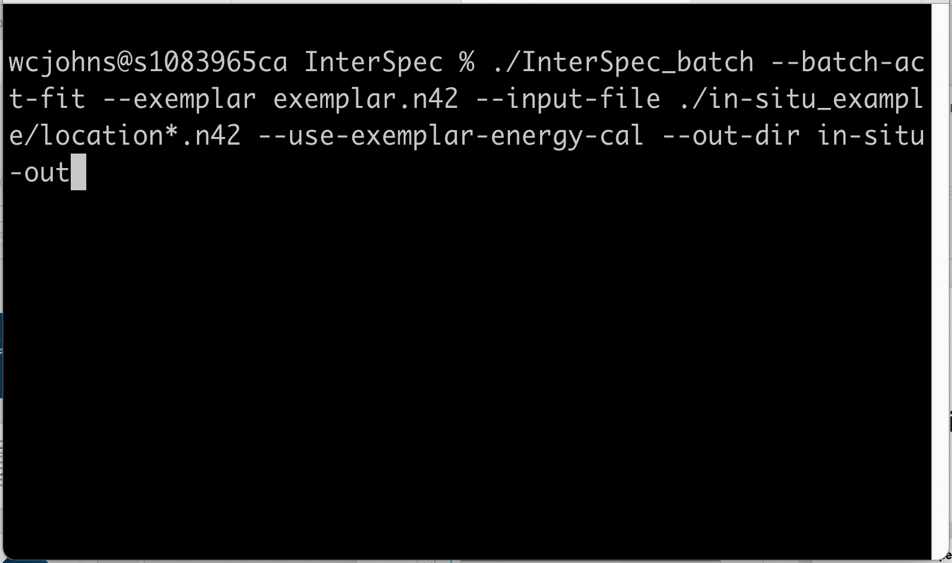 wcjohns@s1083965ca InterSpec % ./InterSpec_batch --batch-ac
t-fit --exemplar exemplar.n42 --input-file ./in-situ_exampl
e/location*.n42 --use-exemplar-energy-cal --out-dir in-situ
-out